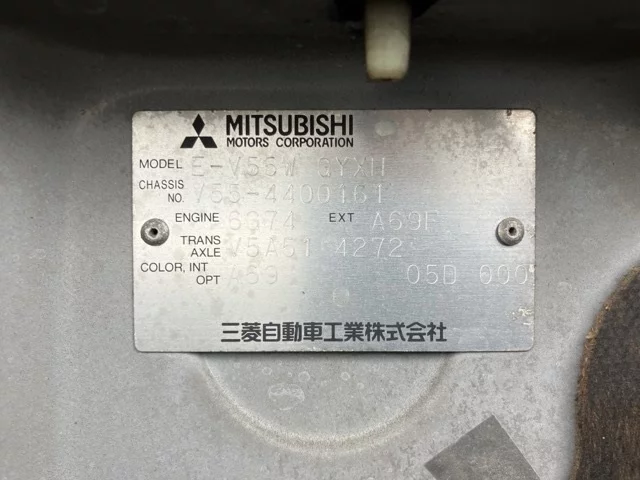 MITSUBISHI
MOTORS CORPORATION
MODEL E-V55W GYXH
CHASSIS NO. V55-4400161
ENGINE 6G74 EXT A69F
TRANS AXLE V5A51 4272
COLOR, INT OPT A69 05D 000
三菱自動車工業株式会社